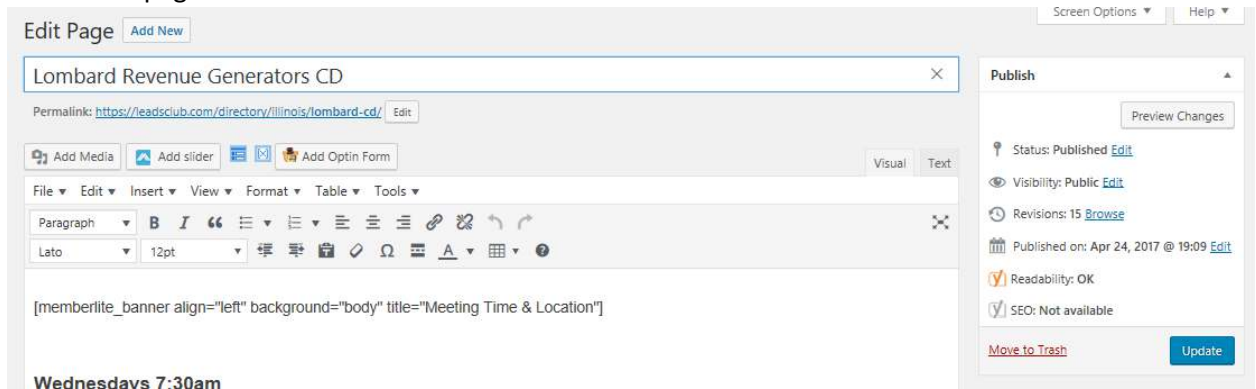 pag
Screen Options Help
Edit Page Add New
Lombard Revenue Generators CD
Permalink: https://leadsclub.com/directory/illinois/lombard-cd/ Edit
Add Media Add slider Add Optin Form
Visual Text
File Edit Insert View Format Table Tools
Paragraph
Lato 12pt
[memberlite_banner align="left" background="body" title="Meeting Time & Location"]
Wednesdays 7:30am
Publish
Preview Changes
Status: Published Edit
Visibility: Public Edit
Revisions: 15 Browse
Published on: Apr 24, 2017 @ 19:09 Edit
Readability: OK
SEO: Not available
Move to Trash Update